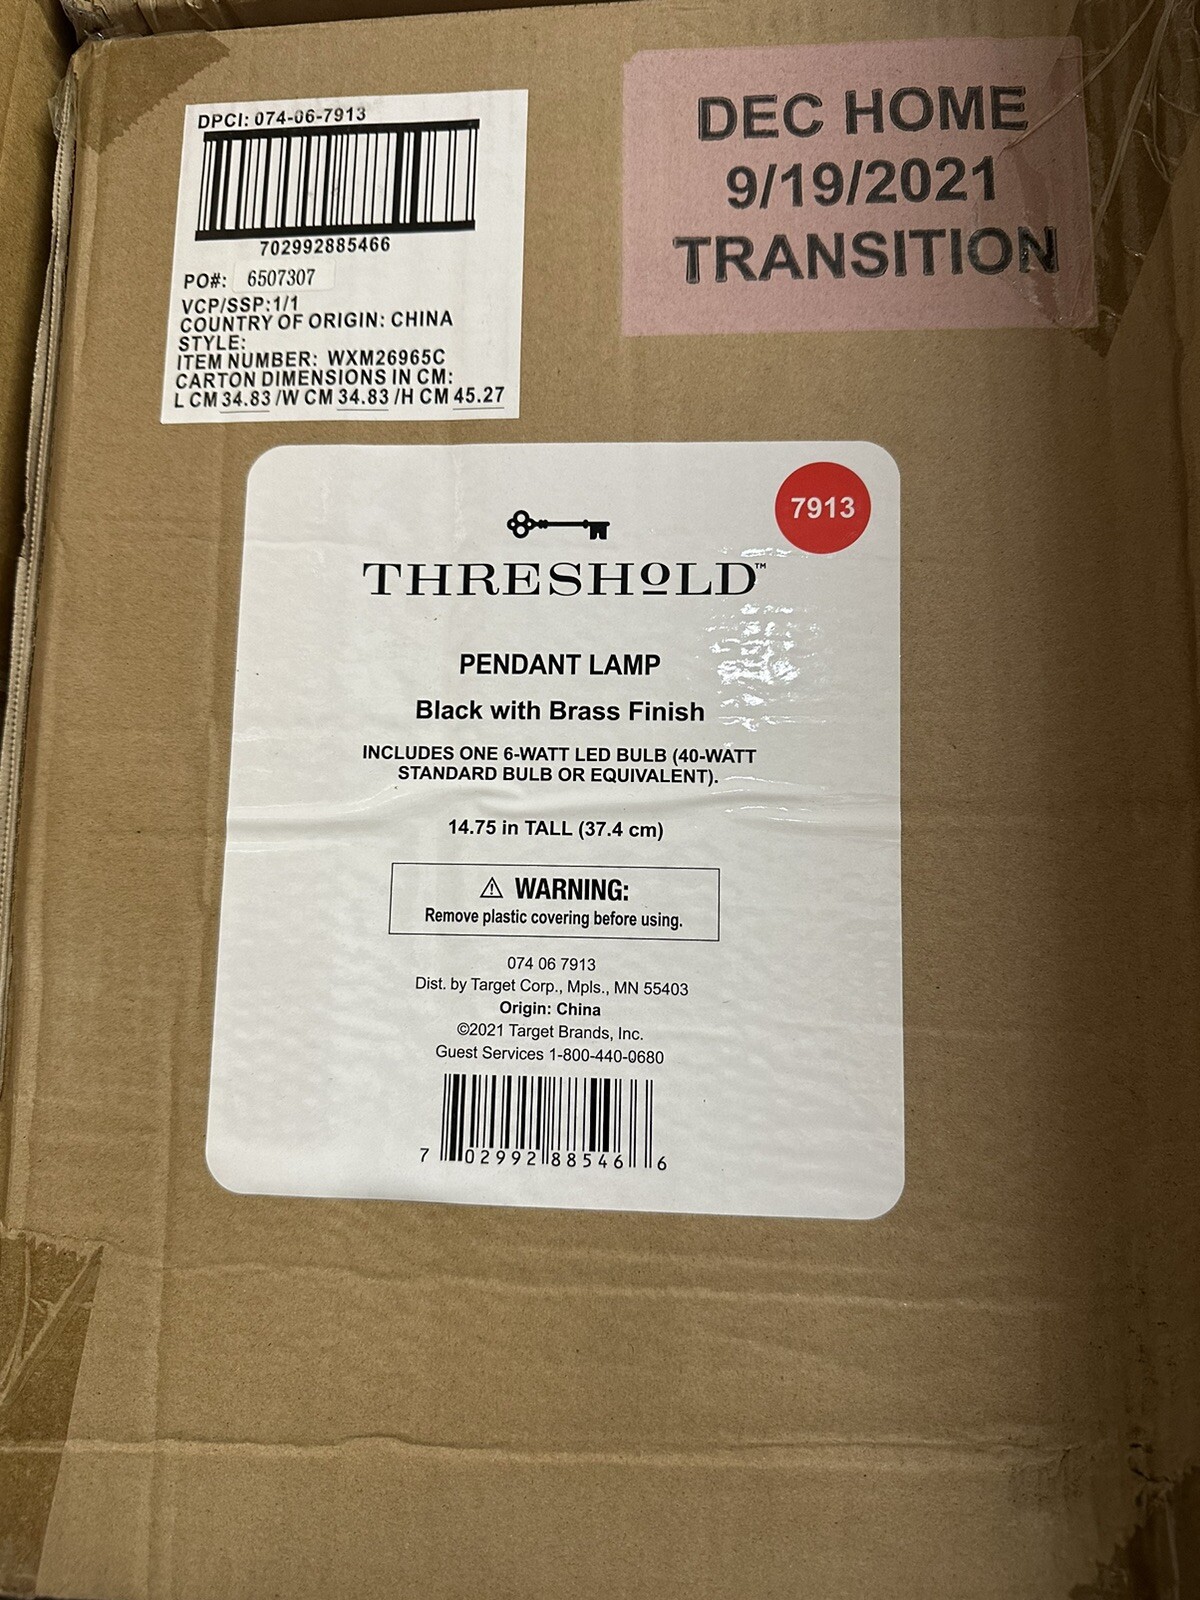 DPCI: 074-06-7913
702992885466
PO#: 6507307
VCP/SSP:1/1
COUNTRY OF ORIGIN: CHINA
STYLE:
ITEM NUMBER: WXM26965C
CARTON DIMENSIONS IN CM:
L CM 34.83 /W CM 34.83 /H CM 45.27
DEC HOME
9/19/2021
TRANSITION
7913
THRESHOLD™
PENDANT LAMP
Black with Brass Finish
INCLUDES ONE 6-WATT LED BULB (40-WATT
STANDARD BULB OR EQUIVALENT).
14.75 in TALL (37.4 cm)
⚠ WARNING:
Remove plastic covering before using.
074 06 7913
Dist. by Target Corp., Mpls., MN 55403
Origin: China
©2021 Target Brands, Inc.
Guest Services 1-800-440-0680
7 02992 88546 6